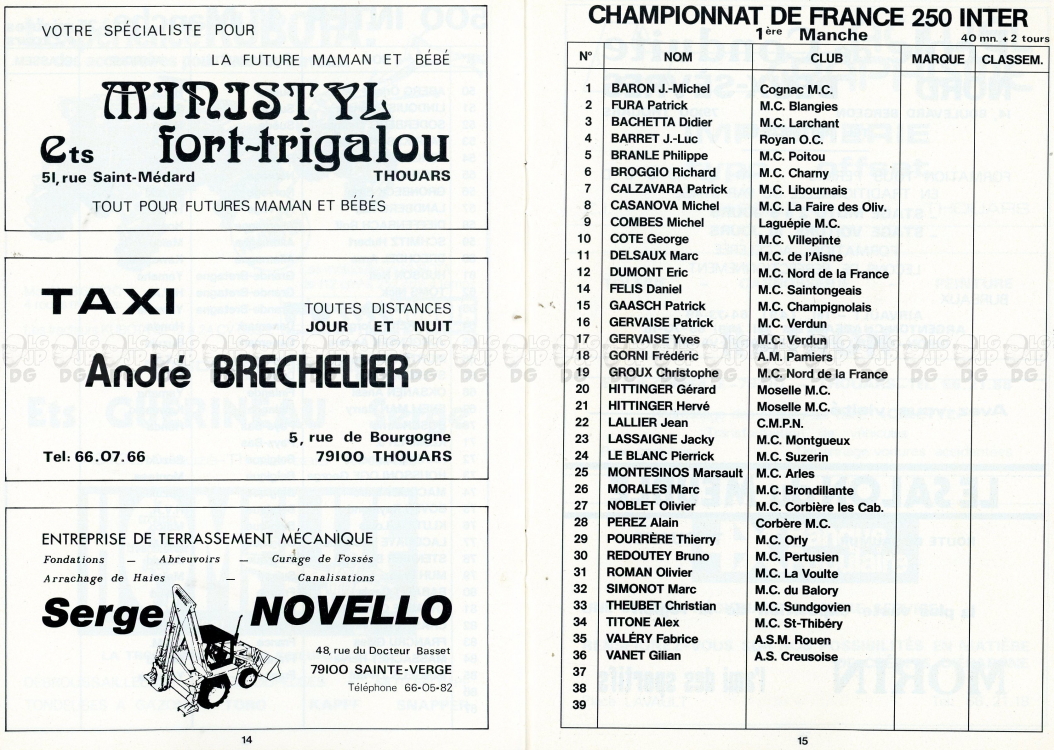 VOTRE SPÉCIALISTE POUR
LA FUTURE MAMAN ET BÉBÉ
MINISTYL
Ets fort-trigalou
51, rue Saint-Médard THOUARS
TOUT POUR FUTURES MAMAN ET BÉBÉS
TAXI
TOUTES DISTANCES
JOUR ET NUIT
André BRECHELIER
5, rue de Bourgogne
Tel: 66.07.66 79100 THOUARS
ENTREPRISE DE TERRASSEMENT MÉCANIQUE
Fondations — Abreuvoirs — Curage de Fossés
Arrachage de Haies — Canalisations
Serge NOVELLO
48, rue du Docteur Basset
79100 SAINTE-VERGE
Téléphone 66-05-82
14
CHAMPIONNAT DE FRANCE 250 INTER
1ère Manche 40 mn. + 2 tours
N° NOM CLUB MARQUE CLASSEM.
1 BARON J.-Michel Cognac M.C.
2 FURA Patrick M.C. Blangies
3 BACHETTA Didier M.C. Larchant
4 BARRET J.-Luc Royan O.C.
5 BRANLE Philippe M.C. Poitou
6 BROGGIO Richard M.C. Charny
7 CALZAVARA Patrick M.C. Libournais
8 CASANOVA Michel M.C. La Faire des Oliv.
9 COMBES Michel Laguépie M.C.
10 COTE George M.C. Villepinte
11 DELSAUX Marc M.C. de l'Aisne
12 DUMONT Eric M.C. Nord de la France
14 FELIS Daniel M.C. Saintongeais
15 GAASCH Patrick M.C. Champignolais
16 GERVAISE Patrick M.C. Verdun
17 GERVAISE Yves M.C. Verdun
18 GORNI Frédéric A.M. Pamiers
19 GROUX Christophe M.C. Nord de la France
20 HITTINGER Gérard Moselle M.C.
21 HITTINGER Hervé Moselle M.C.
22 LALLIER Jean C.M.P.N.
23 LASSAIGNE Jacky M.C. Montgueux
24 LE BLANC Pierrick M.C. Suzerin
25 MONTESINOS Marsault M.C. Arles
26 MORALES Marc M.C. Brondillante
27 NOBLET Olivier M.C. Corbière les Cab.
28 PEREZ Alain Corbère M.C.
29 POURRÈRE Thierry M.C. Orly
30 REDOUTEY Bruno M.C. Pertusien
31 ROMAN Olivier M.C. La Voulte
32 SIMONOT Marc M.C. du Balory
33 THEUBET Christian M.C. Sundgovien
34 TITONE Alex M.C. St-Thibéry
35 VALÉRY Fabrice A.S.M. Rouen
36 VANET Gilian A.S. Creusoise
37
38
39
15